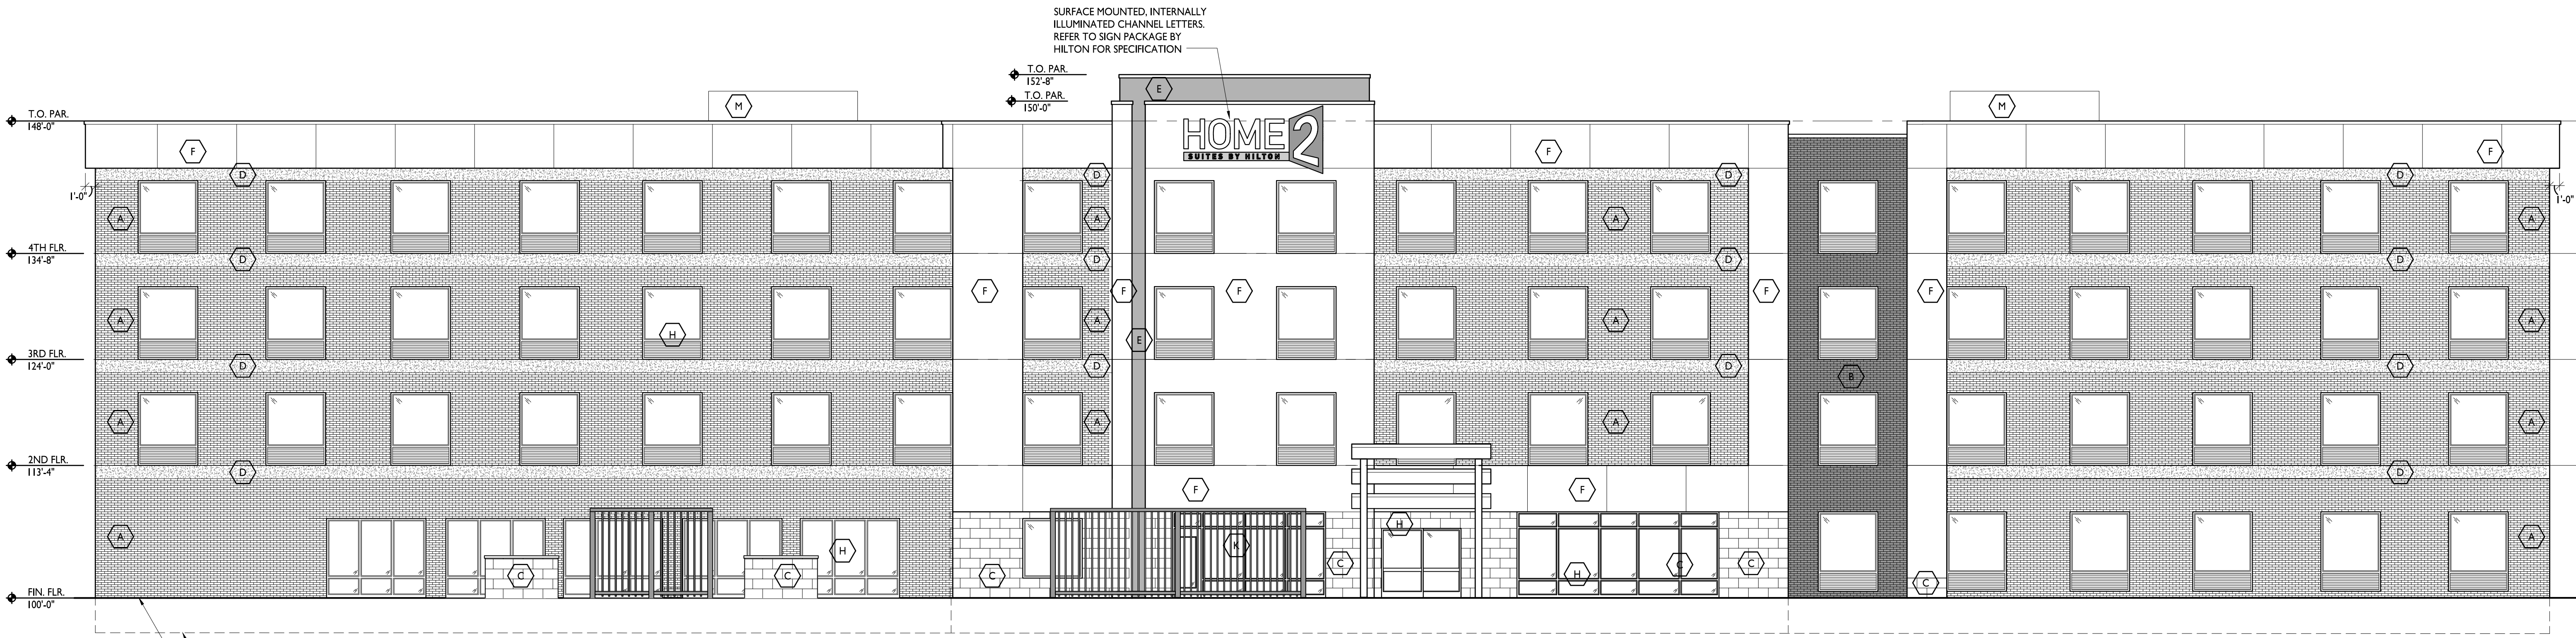 SURFACE MOUNTED, INTERNALLY
ILLUMINATED CHANNEL LETTERS.
REFER TO SIGN PACKAGE BY
HILTON FOR SPECIFICATION
T.O. PAR.
152'-8"
T.O. PAR.
150'-0"
E
M
M
T.O. PAR.
148'-0"
HOME 2
SUITES BY HILTON
F
F
F
D
D
D
D
1'-0"
1'-0"
A
A
A
A
4TH FLR.
134'-8"
D
D
D
D
F
F
F
F
F
A
H
A
A
A
E
3RD FLR.
124'-0"
D
D
D
D
B
A
A
A
A
2ND FLR.
113'-4"
D
D
F
F
A
H
K
H
A
C
C
C
C
H
C
C
C
FIN. FLR.
100'-0"